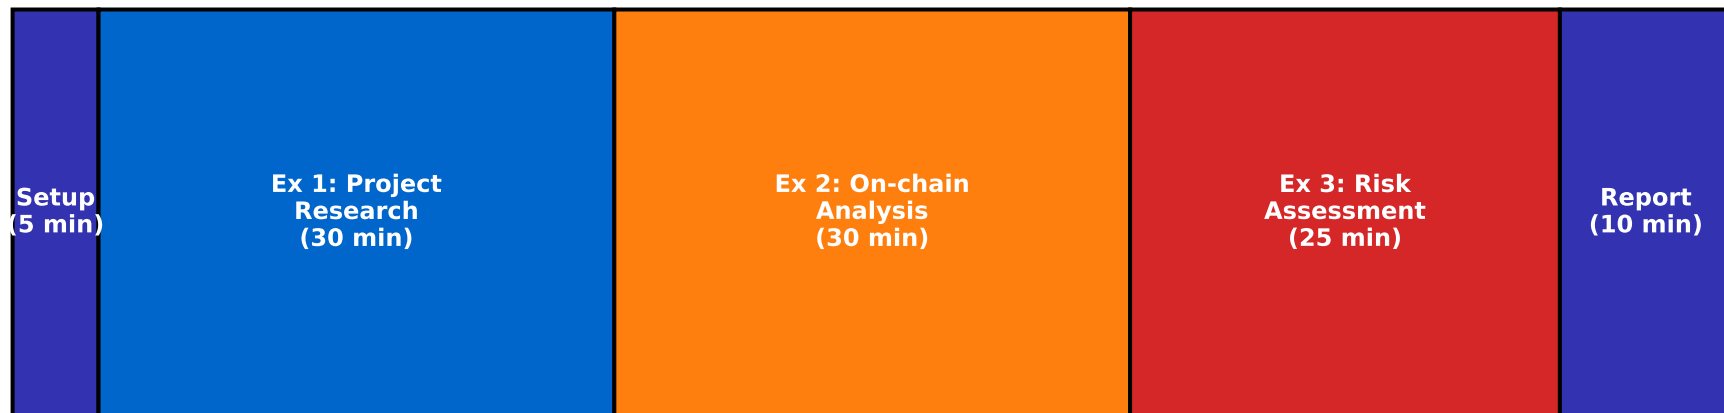 Setup
(5 min)
Ex 1: Project
Research
(30 min)
Ex 2: On-chain
Analysis
(30 min)
Ex 3: Risk
Assessment
(25 min)
Report
(10 min)